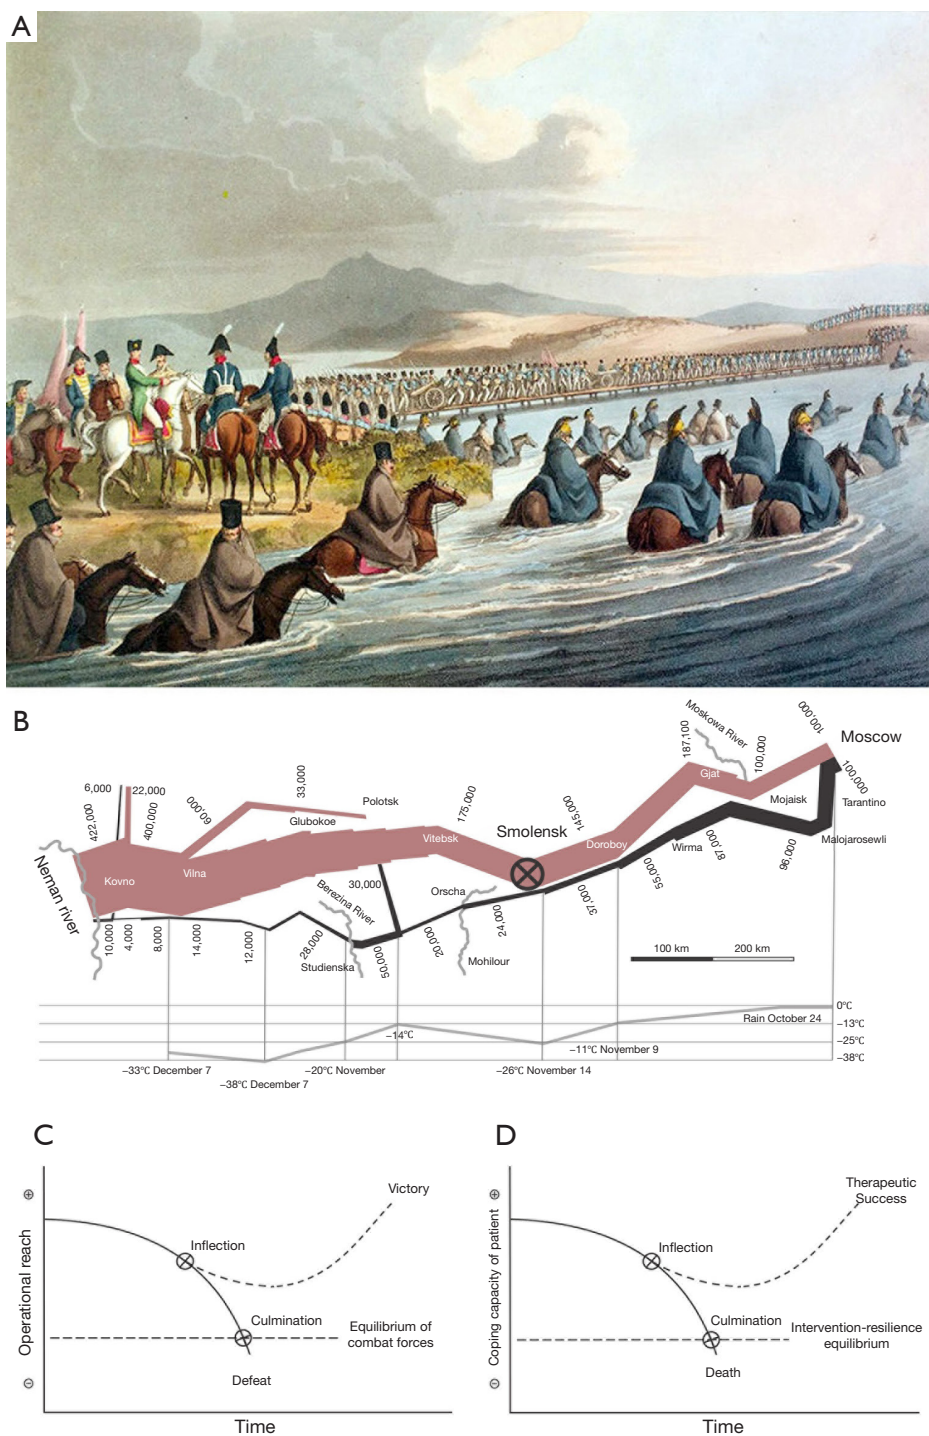 A
B
Moskowa River
187,100
100,000
100,000
Moscow
100,000
6,000
22,000
422,000
400,000
60,000
33,000
Polotsk
Glubokoe
175,000
Smolensk
145,000
Gjat
Mojaisk
Tarantino
Malojarosewli
Vitebsk
Doroboy
Wirma
87,000
96,000
Neman river
Kovno
Vilna
Berezina River
30,000
Orscha
24,000
37,000
55,000
10,000
4,000
8,000
14,000
12,000
28,000
Studienska
50,000
20,000
Mohilour
100 km
200 km
0°C
Rain October 24
−13°C
−14°C
−25°C
−11°C November 9
−38°C
−33°C December 7
−20°C November
−26°C November 14
−38°C December 7
C
Operational reach
+
−
Victory
Inflection
Culmination
Equilibrium of
combat forces
Defeat
Time
D
Coping capacity of patient
+
−
Therapeutic
Success
Inflection
Culmination
Intervention-resilience
equilibrium
Death
Time